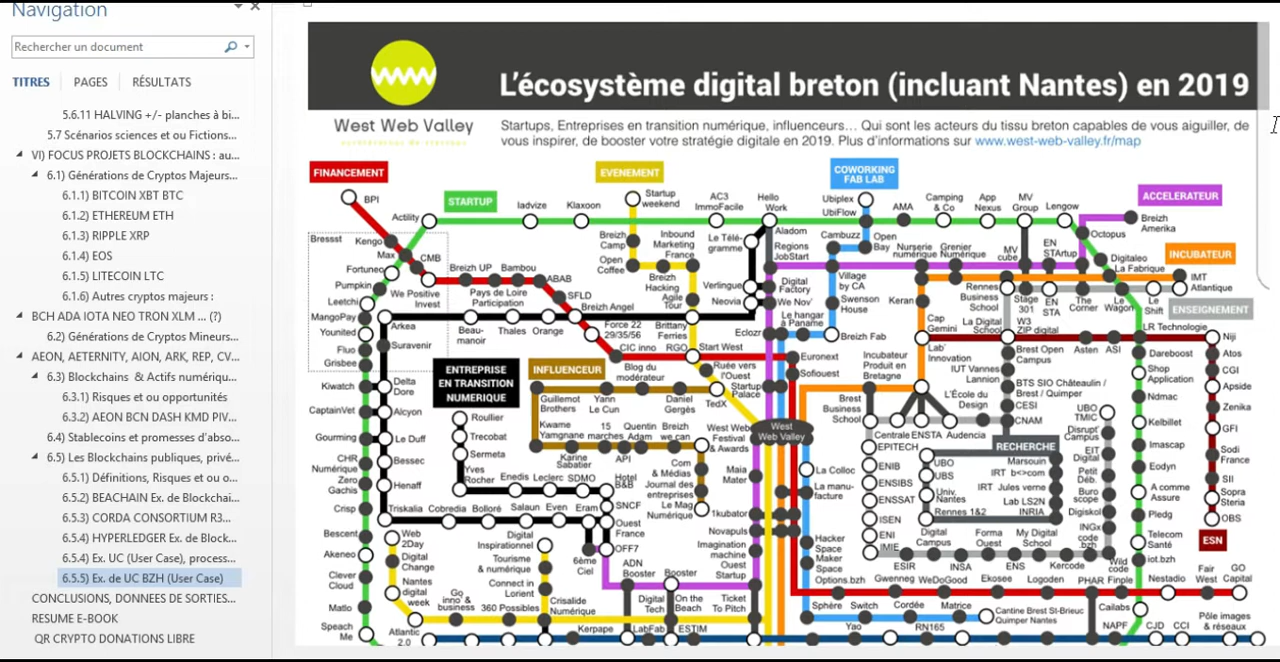 Navigation
Rechercher un document
TITRES PAGES RÉSULTATS
5.6.11 HALVING +/- planches à bi...
5.7 Scénarios sciences et ou Fictions...
VI) FOCUS PROJETS BLOCKCHAINS : au...
6.1) Générations de Cryptos Majeurs...
6.1.1) BITCOIN XBT BTC
6.1.2) ETHEREUM ETH
6.1.3) RIPPLE XRP
6.1.4) EOS
6.1.5) LITECOIN LTC
6.1.6) Autres cryptos majeurs :
BCH ADA IOTA NEO TRON XLM ... (?)
6.2) Générations de Cryptos Mineurs...
AEON, AETERNITY, AION, ARK, REP, CV...
6.3) Blockchains & Actifs numériqu...
6.3.1) Risques et ou opportunités
6.3.2) AEON BCN DASH KMD PIV...
6.4) Stablecoins et promesses d'abso...
6.5) Les Blockchains publiques, privé...
6.5.1) Définitions, Risques et ou o...
6.5.2) BEACHAIN Ex. de Blockchai...
6.5.3) CORDA CONSORTIUM R3...
6.5.4) HYPERLEDGER Ex. de Block...
6.5.4) Ex. UC (User Case), process...
6.5.5) Ex. de UC BZH (User Case)
CONCLUSIONS, DONNEES DE SORTIES...
RESUME E-BOOK
QR CRYPTO DONATIONS LIBRE
L'écosystème digital breton (incluant Nantes) en 2019
West Web Valley
Startups, Entreprises en transition numérique, influenceurs... Qui sont les acteurs du tissu breton capables de vous aiguiller, de
vous inspirer, de booster votre stratégie digitale en 2019. Plus d'informations sur www.west-web-valley.fr/map
FINANCEMENT
BPI
Kengo
Max
CMB
We Positive
Invest
Breizh UP
Bambou
ABAB
Pays de Loire
Participation
SFLD
Breizh Angel
Force 22
29/35/56
CIC inno
Blog du
modérateur
RGO
Start West
Euronext
Sofiouest
STARTUP
Actility
Iadvize
Klaxoon
AC3
ImmoFacile
Hello
Work
Ubiplex
UbiFlow
AMA
Camping
& Co
App
Nexus
MV
Group
Lengow
Bressst
Fortuneo
Pumpkin
Leetchi
MangoPay
Younited
Fluo
Grisbee
Kiwatch
CaptainVet
Gourming
CHR
Numérique
Zero
Gachis
Crisp
Bescent
Akeneo
Clever
Cloud
Matlo
Speach
Me
EVENEMENT
Startup
weekend
Breizh
Camp
Open
Coffee
Inbound
Marketing
France
Breizh
Hacking
Agile
Tour
Brittany
Ferries
Ruée vers
l'Ouest
Startup
Palace
TedX
Le Télé-
gramme
Verlingue
Neovia
Aladom
Regions
JobStart
Digital
Factory
We Nov'
Eclozr
COWORKING
FAB LAB
Cambuzz
Open
Bay
Village
by CA
Swenson
House
Le hangar
à Paname
Breizh Fab
ACCELERATEUR
Breizh
Amerika
Octopus
Nurserie
numérique
Grenier
Numérique
MV
cube
EN
STArtup
Digitaleo
La Fabrique
INCUBATEUR
IMT
Atlantique
ENSEIGNEMENT
Rennes
Business
School
Stage
301
EN
STA
The
Corner
Le
Wagon
Le
Shift
Keran
Cap
Gemini
La Digital
School
W3
ZIP digital
LR Technologie
Niji
Lab'
Innovation
Brest Open
Campus
Asten
ASI
Atos
CGI
Apside
Zenika
GFI
Sodi
France
SII
Sopra
Steria
OBS
ESN
Incubateur
Produit en
Bretagne
IUT Vannes
Lannion
BTS SIO Châteaulin /
Brest / Quimper
CESI
CNAM
Brest
Business
School
L'École du
Design
Centrale
ENSTA
Audencia
EPITECH
ENIB
ENSIBS
ENSSAT
ISEN
ENI
IMIE
RECHERCHE
UBO
UBS
Univ.
Nantes
Rennes 1&2
Marsouin
IRT b<>com
IRT Jules verne
Lab LS2N
INRIA
UBO
TMIC
Disrupt'
Campus
EIT
Digital
Petit
Déb.
Buro
scope
Digiskol
INGx
code
.bzh
Wild
code
Digital
Campus
Forma
Ouest
My Digital
School
ESIR
INSA
ENS
Kercode
Dareboost
Shop
Application
Ndmac
Kelbillet
Imascap
Eodyn
A comme
Assure
Pledg
Telecom
Santé
iot.bzh
Arkea
Suravenir
Beau-
manoir
Thales
Orange
Delta
Dore
Alcyon
Le Duff
Bessec
Henaff
Triskalia
Cobredia
Bolloré
Salaun
Even
Eram
ENTREPRISE
EN TRANSITION
NUMERIQUE
Roullier
Trecobat
Sermeta
Yves
Rocher
Enedis
Leclerc
SDMO
Hotel
B&B
SNCF
Ouest
France
OFF7
6ème
Ciel
INFLUENCEUR
Guillemot
Brothers
Yann
Le Cun
Daniel
Gergès
Kwame
Yamgnane
15
marches
Quentin
Adam
Breizh
we can
Karine
Sabatier
API
Com
& Médias
Journal des
entreprises
Le Mag
Numérique
West Web
Festival
& Awards
West
Web Valley
Maia
Mater
1kubator
Novapuls
Imagination
machine
Ouest
Startup
La Colloc
La manu-
facture
Hacker
Space
Maker
Space
Options.bzh
Gwenneg
WeDoGood
Ekosee
Logoden
PHAR
Finple
Nestadio
Fair
West
GO
Capital
Web
2Day
Digital
Change
Nantes
digital
week
Atlantic
2.0
Go
inno' &
business
360 Possibles
Digital
Inspirationnel
Tourisme
& numérique
Connect in
Lorient
Crisalide
Numérique
ADN
Booster
Booster
Digital
Tech
On the
Beach
Ticket
To Pitch
Kerpape
LabFab
ESTIM
Sphère
Switch
Cordée
Matrice
Cantine Brest St-Brieuc
Quimper Nantes
Yao
RN165
Cailabs
NAPF
CJD
CCI
Pôle images
& réseaux